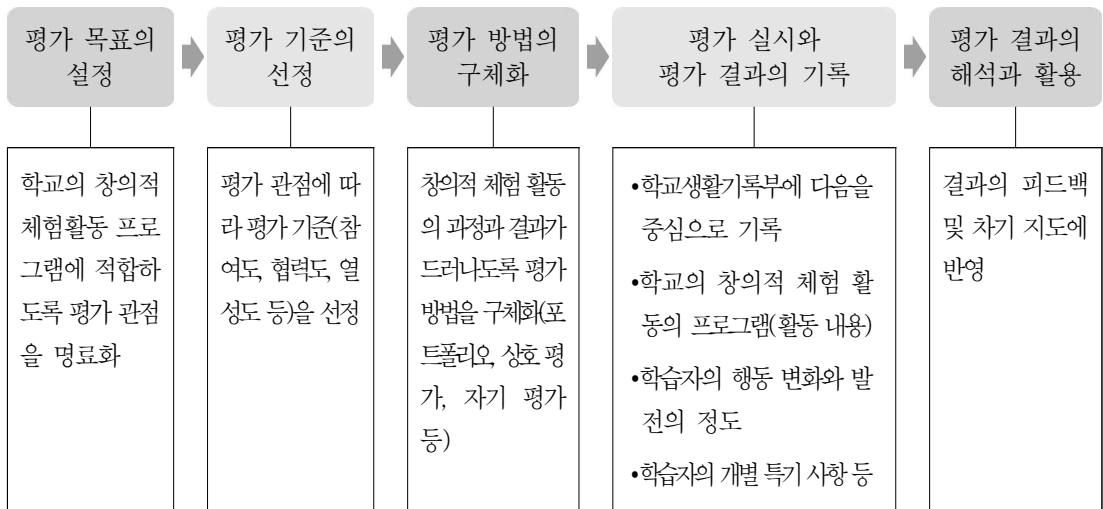 평가 목표의
설정
평가 기준의
선정
평가 방법의
구체화
평가 실시와
평가 결과의 기록
평가 결과의
해석과 활용
학교의 창의적
체험활동 프로
그램에 적합하
도록 평가 관점
을 명료화
평가 관점에 따
라 평가 기준(참
여도, 협력도, 열
성도 등)을 선정
창의적 체험 활동
의 과정과 결과가
드러나도록 평가
방법을 구체화(포
트폴리오, 상호 평
가, 자기 평가
등)
•학교생활기록부에 다음을
중심으로 기록
•학교의 창의적 체험 활
동의 프로그램(활동 내용)
•학습자의 행동 변화와 발
전의 정도
•학습자의 개별 특기 사항 등
결과의 피드백
및 차기 지도에
반영